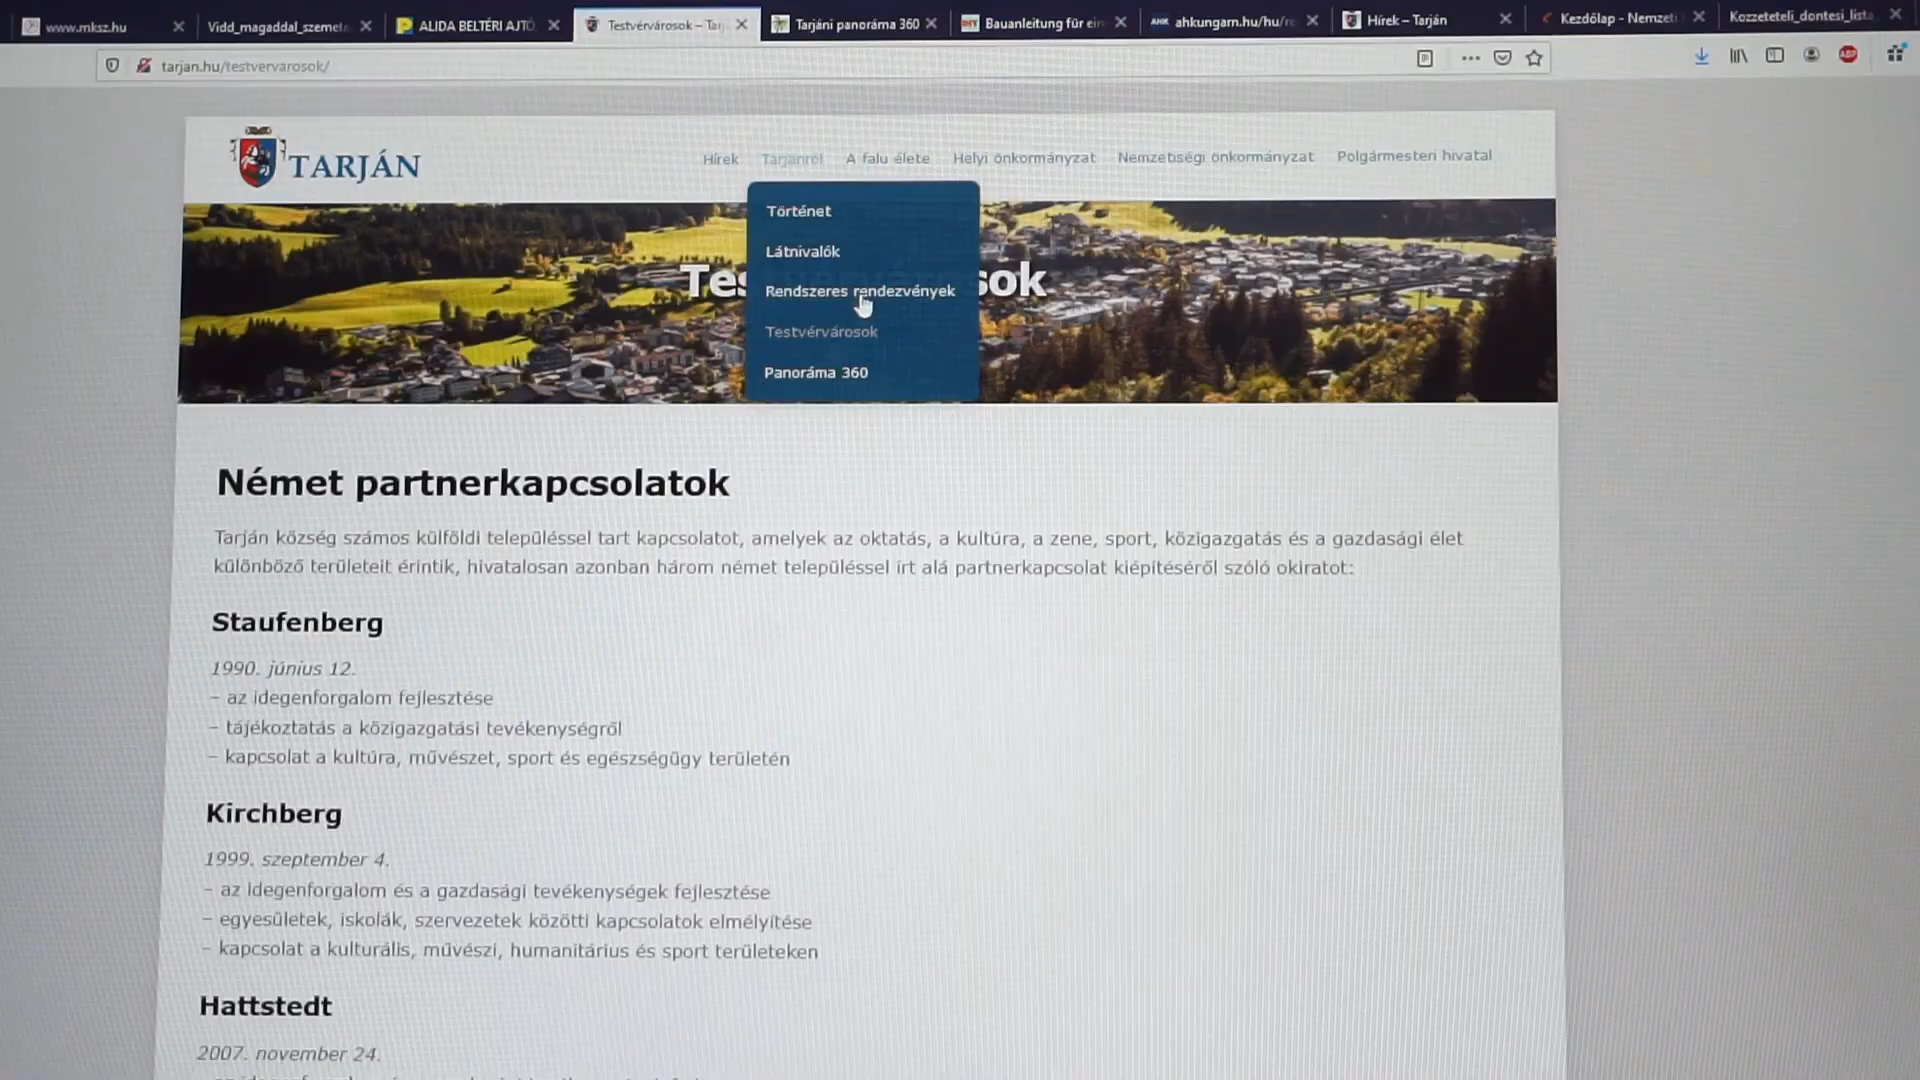 www.mksz.hu
Vidd_magaddal_szemete
ALIDA BELTÉRI AJTÓ
Testvérvárosok – Tarj
Tarjáni panoráma 360
Bauanleitung für ein
ahkungarn.hu/hu/re
Hírek – Tarján
Kezdőlap - Nemzeti
Kozzeteteli_dontesi_lista
tarjan.hu/testvervarosok/
ABP
TARJÁN
Hírek
Tarjánról
A falu élete
Helyi önkormányzat
Nemzetiségi önkormányzat
Polgármesteri hivatal
Történet
Látnivalók
Rendszeres rendezvények
Testvérvárosok
Panoráma 360
Német partnerkapcsolatok
Tarján község számos külföldi településsel tart kapcsolatot, amelyek az oktatás, a kultúra, a zene, sport, közigazgatás és a gazdasági élet
különböző területeit érintik, hivatalosan azonban három német településsel írt alá partnerkapcsolat kiépítéséről szóló okiratot:
Staufenberg
1990. június 12.
– az idegenforgalom fejlesztése
– tájékoztatás a közigazgatási tevékenységről
– kapcsolat a kultúra, művészet, sport és egészségügy területén
Kirchberg
1999. szeptember 4.
– az idegenforgalom és a gazdasági tevékenységek fejlesztése
– egyesületek, iskolák, szervezetek közötti kapcsolatok elmélyítése
– kapcsolat a kulturális, művészi, humanitárius és sport területeken
Hattstedt
2007. november 24.